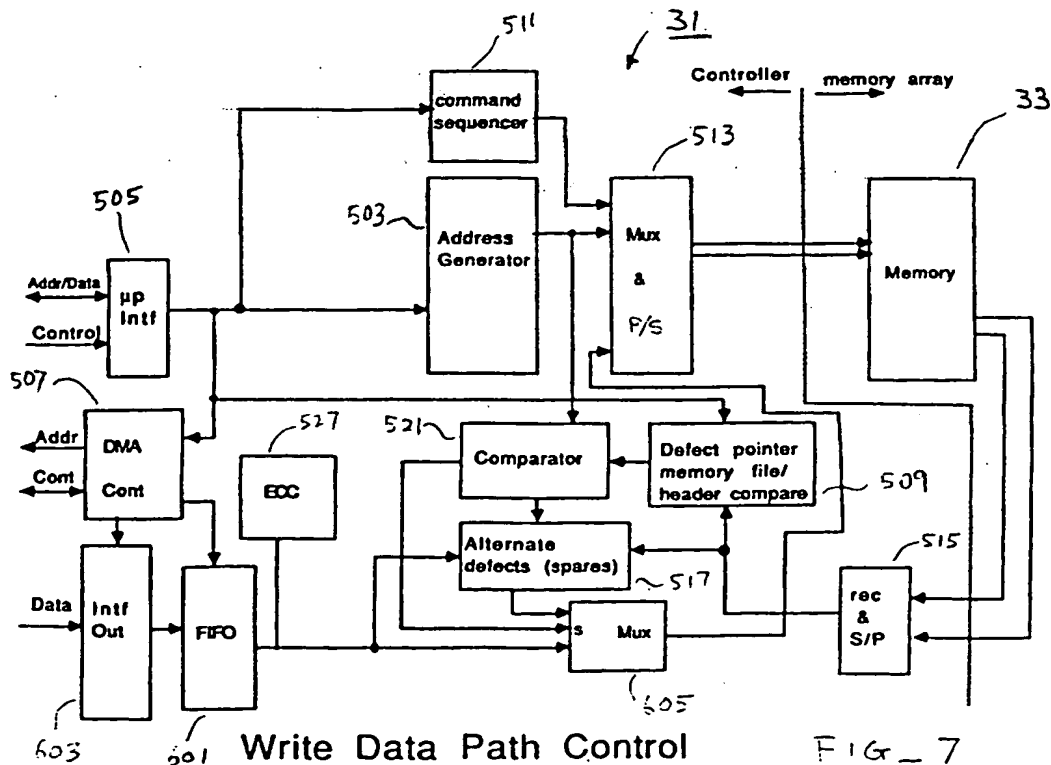 511
31
Controller
memory array
33
command
sequencer
513
505
503
Address
Generator
Mux
&
P/S
Memory
Addr/Data
Control
µp
Intf
507
527
521
Addr
Cont
DMA
Cont
ECC
Comparator
Defect pointer
memory file/
header compare
509
Alternate
defects (spares)
517
515
Data
Intf
Out
FIFO
s
Mux
rec
&
S/P
605
603
601
Write Data Path Control
FIG_7